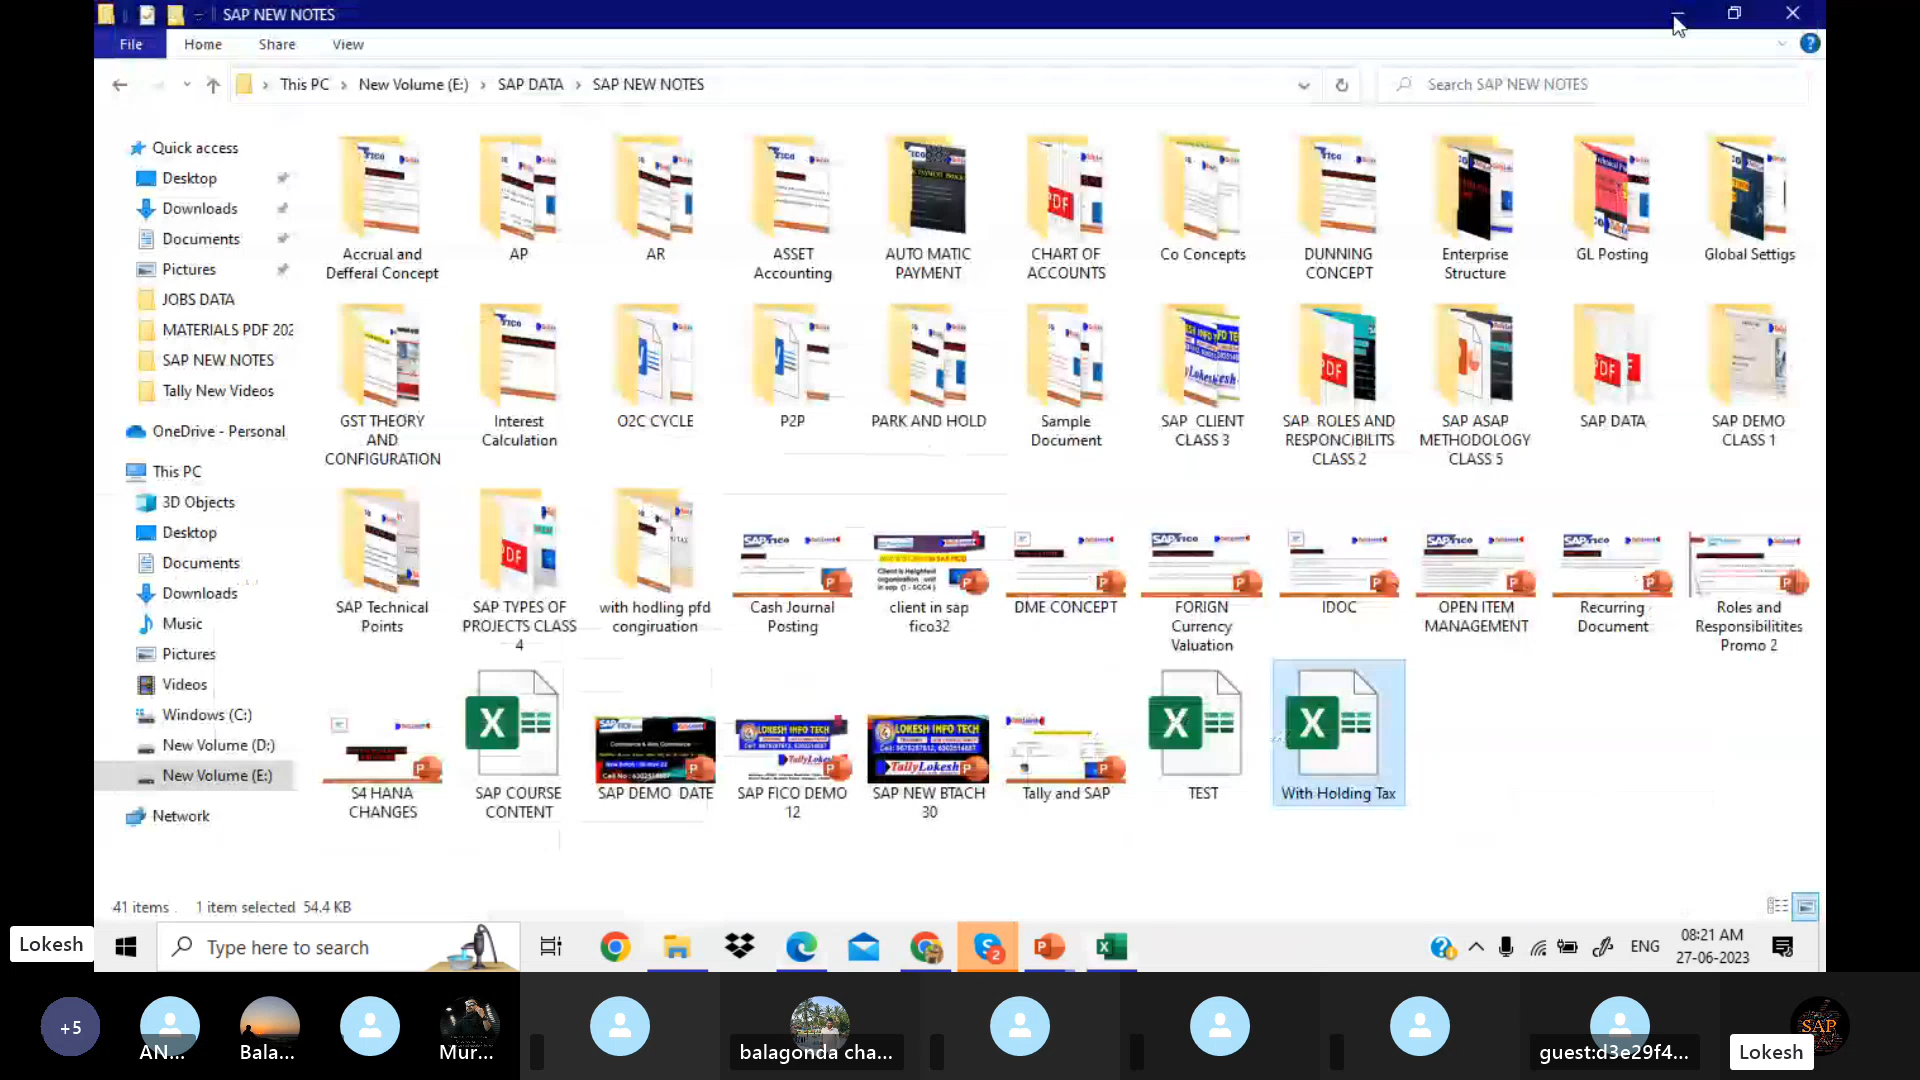 SAP NEW NOTES
File Home Share View
This PC New Volume (E:) SAP DATA SAP NEW NOTES Search SAP NEW NOTES
Quick access
Desktop
Downloads
Documents
Pictures
JOBS DATA
MATERIALS PDF 202
SAP NEW NOTES
Tally New Videos
OneDrive - Personal
This PC
3D Objects
Desktop
Documents
Downloads
Music
Pictures
Videos
Windows (C:)
New Volume (D:)
New Volume (E:)
Network
Accrual and Defferal Concept
AP
AR
ASSET Accounting
AUTO MATIC PAYMENT
CHART OF ACCOUNTS
Co Concepts
DUNNING CONCEPT
Enterprise Structure
GL Posting
Global Settigs
GST THEORY AND CONFIGURATION
Interest Calculation
O2C CYCLE
P2P
PARK AND HOLD
Sample Document
SAP CLIENT CLASS 3
SAP ROLES AND RESPONCIBILITS CLASS 2
SAP ASAP METHODOLOGY CLASS 5
SAP DATA
SAP DEMO CLASS 1
SAP Technical Points
SAP TYPES OF PROJECTS CLASS 4
with hodling pfd congiruation
Cash Journal Posting
client in sap fico32
DME CONCEPT
FORIGN Currency Valuation
IDOC
OPEN ITEM MANAGEMENT
Recurring Document
Roles and Responsibilitites Promo 2
S4 HANA CHANGES
SAP COURSE CONTENT
SAP DEMO DATE
SAP FICO DEMO 12
SAP NEW BTACH 30
Tally and SAP
TEST
With Holding Tax
41 items 1 item selected 54.4 KB
Lokesh
Type here to search
2
ENG
08:21 AM
27-06-2023
+5
AN...
Bala...
Mur...
balagonda cha...
guest:d3e29f4...
SAP
Lokesh